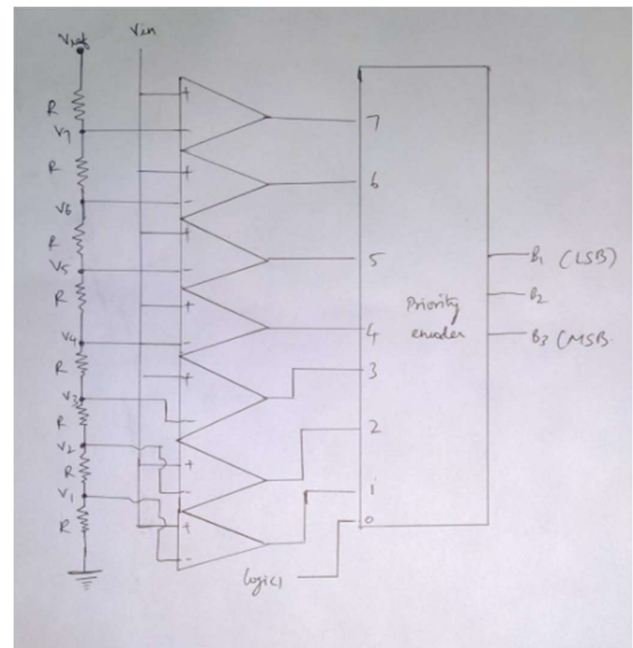 Vref
Vin
R
+
V7
-
7
R
+
V6
-
6
R
+
V5
-
5
B1 (LSB)
R
+
B2
Priority
encoder
V4
-
4
B3 (MSB
R
+
3
V3
-
R
2
V2
+
R
-
V1
1
R
+
0
-
logic1